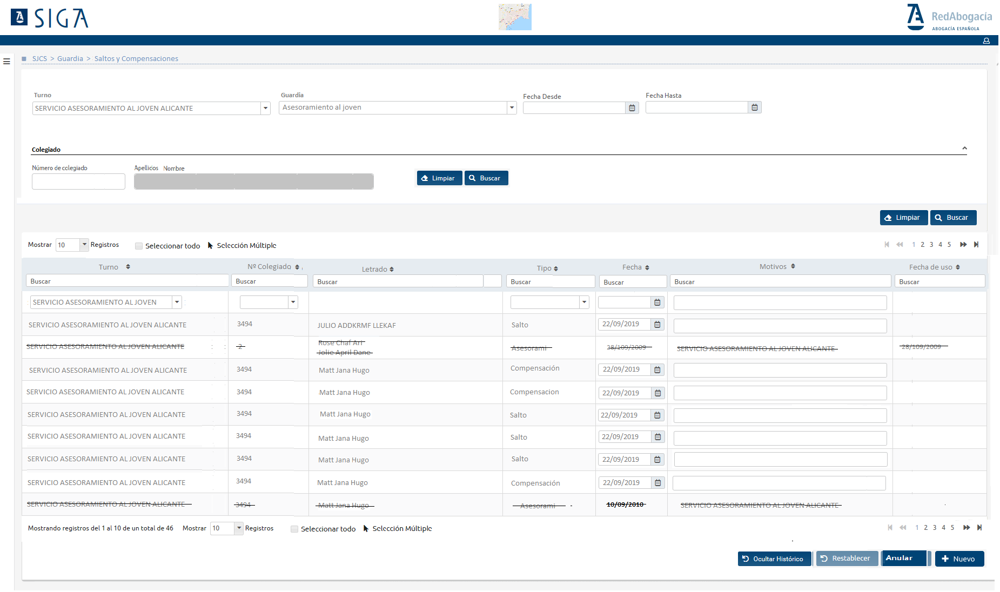 SIGA
RedAbogacía
ABOGACÍA ESPAÑOLA
SJCS > Guardia > Saltos y Compensaciones
Turno Guardia Fecha Desde Fecha Hasta
SERVICIO ASESORAMIENTO AL JOVEN ALICANTE Asesoramiento al joven
Colegiado
Número de colegiado Apellicos Nombre
Limpiar Buscar
Limpiar Buscar
Mostrar 10 Registros Seleccionar todo Selección Múltiple 1 2 3 4 5
Turno Nº Colegiado Letrado Tipo Fecha Motivos Fecha de uso
Buscar Buscar Buscar Buscar Buscar Buscar Buscar
SERVICIO ASESORAMIENTO AL JOVEN
SERVICIO ASESORAMIENTO AL JOVEN ALICANTE 3494 JULIO ADDKRMF LLEKAF Salto 22/09/2019
SERVICIO ASESORAMIENTO AL JOVEN ALICANTE 2 Rose Chaf Ari Asesorami 28/109/2009 SERVICIO ASESORAMIENTO AL JOVEN ALICANTE 28/109/2009
Jolie April Dane
SERVICIO ASESORAMIENTO AL JOVEN ALICANTE 3494 Matt Jana Hugo Compensación 22/09/2019
SERVICIO ASESORAMIENTO AL JOVEN ALICANTE 3494 Matt Jana Hugo Compensacion 22/09/2019
SERVICIO ASESORAMIENTO AL JOVEN ALICANTE 3494 Matt Jana Hugo Salto 22/09/2019
SERVICIO ASESORAMIENTO AL JOVEN ALICANTE 3494 Matt Jana Hugo Salto 22/09/2019
SERVICIO ASESORAMIENTO AL JOVEN ALICANTE 3494 Matt Jana Hugo Salto 22/09/2019
SERVICIO ASESORAMIENTO AL JOVEN ALICANTE 3494 Matt Jana Hugo Compensación 22/09/2019
SERVICIO ASESORAMIENTO AL JOVEN ALICANTE 3494 Matt Jana Hugo Asesorami 10/09/2010 SERVICIO ASESORAMIENTO AL JOVEN ALICANTE
Mostrando registros del 1 al 10 de un total de 46 Mostrar 10 Registros Seleccionar todo Selección Múltiple 1 2 3 4 5
Ocultar Histórico Restablecer Anular Nuevo